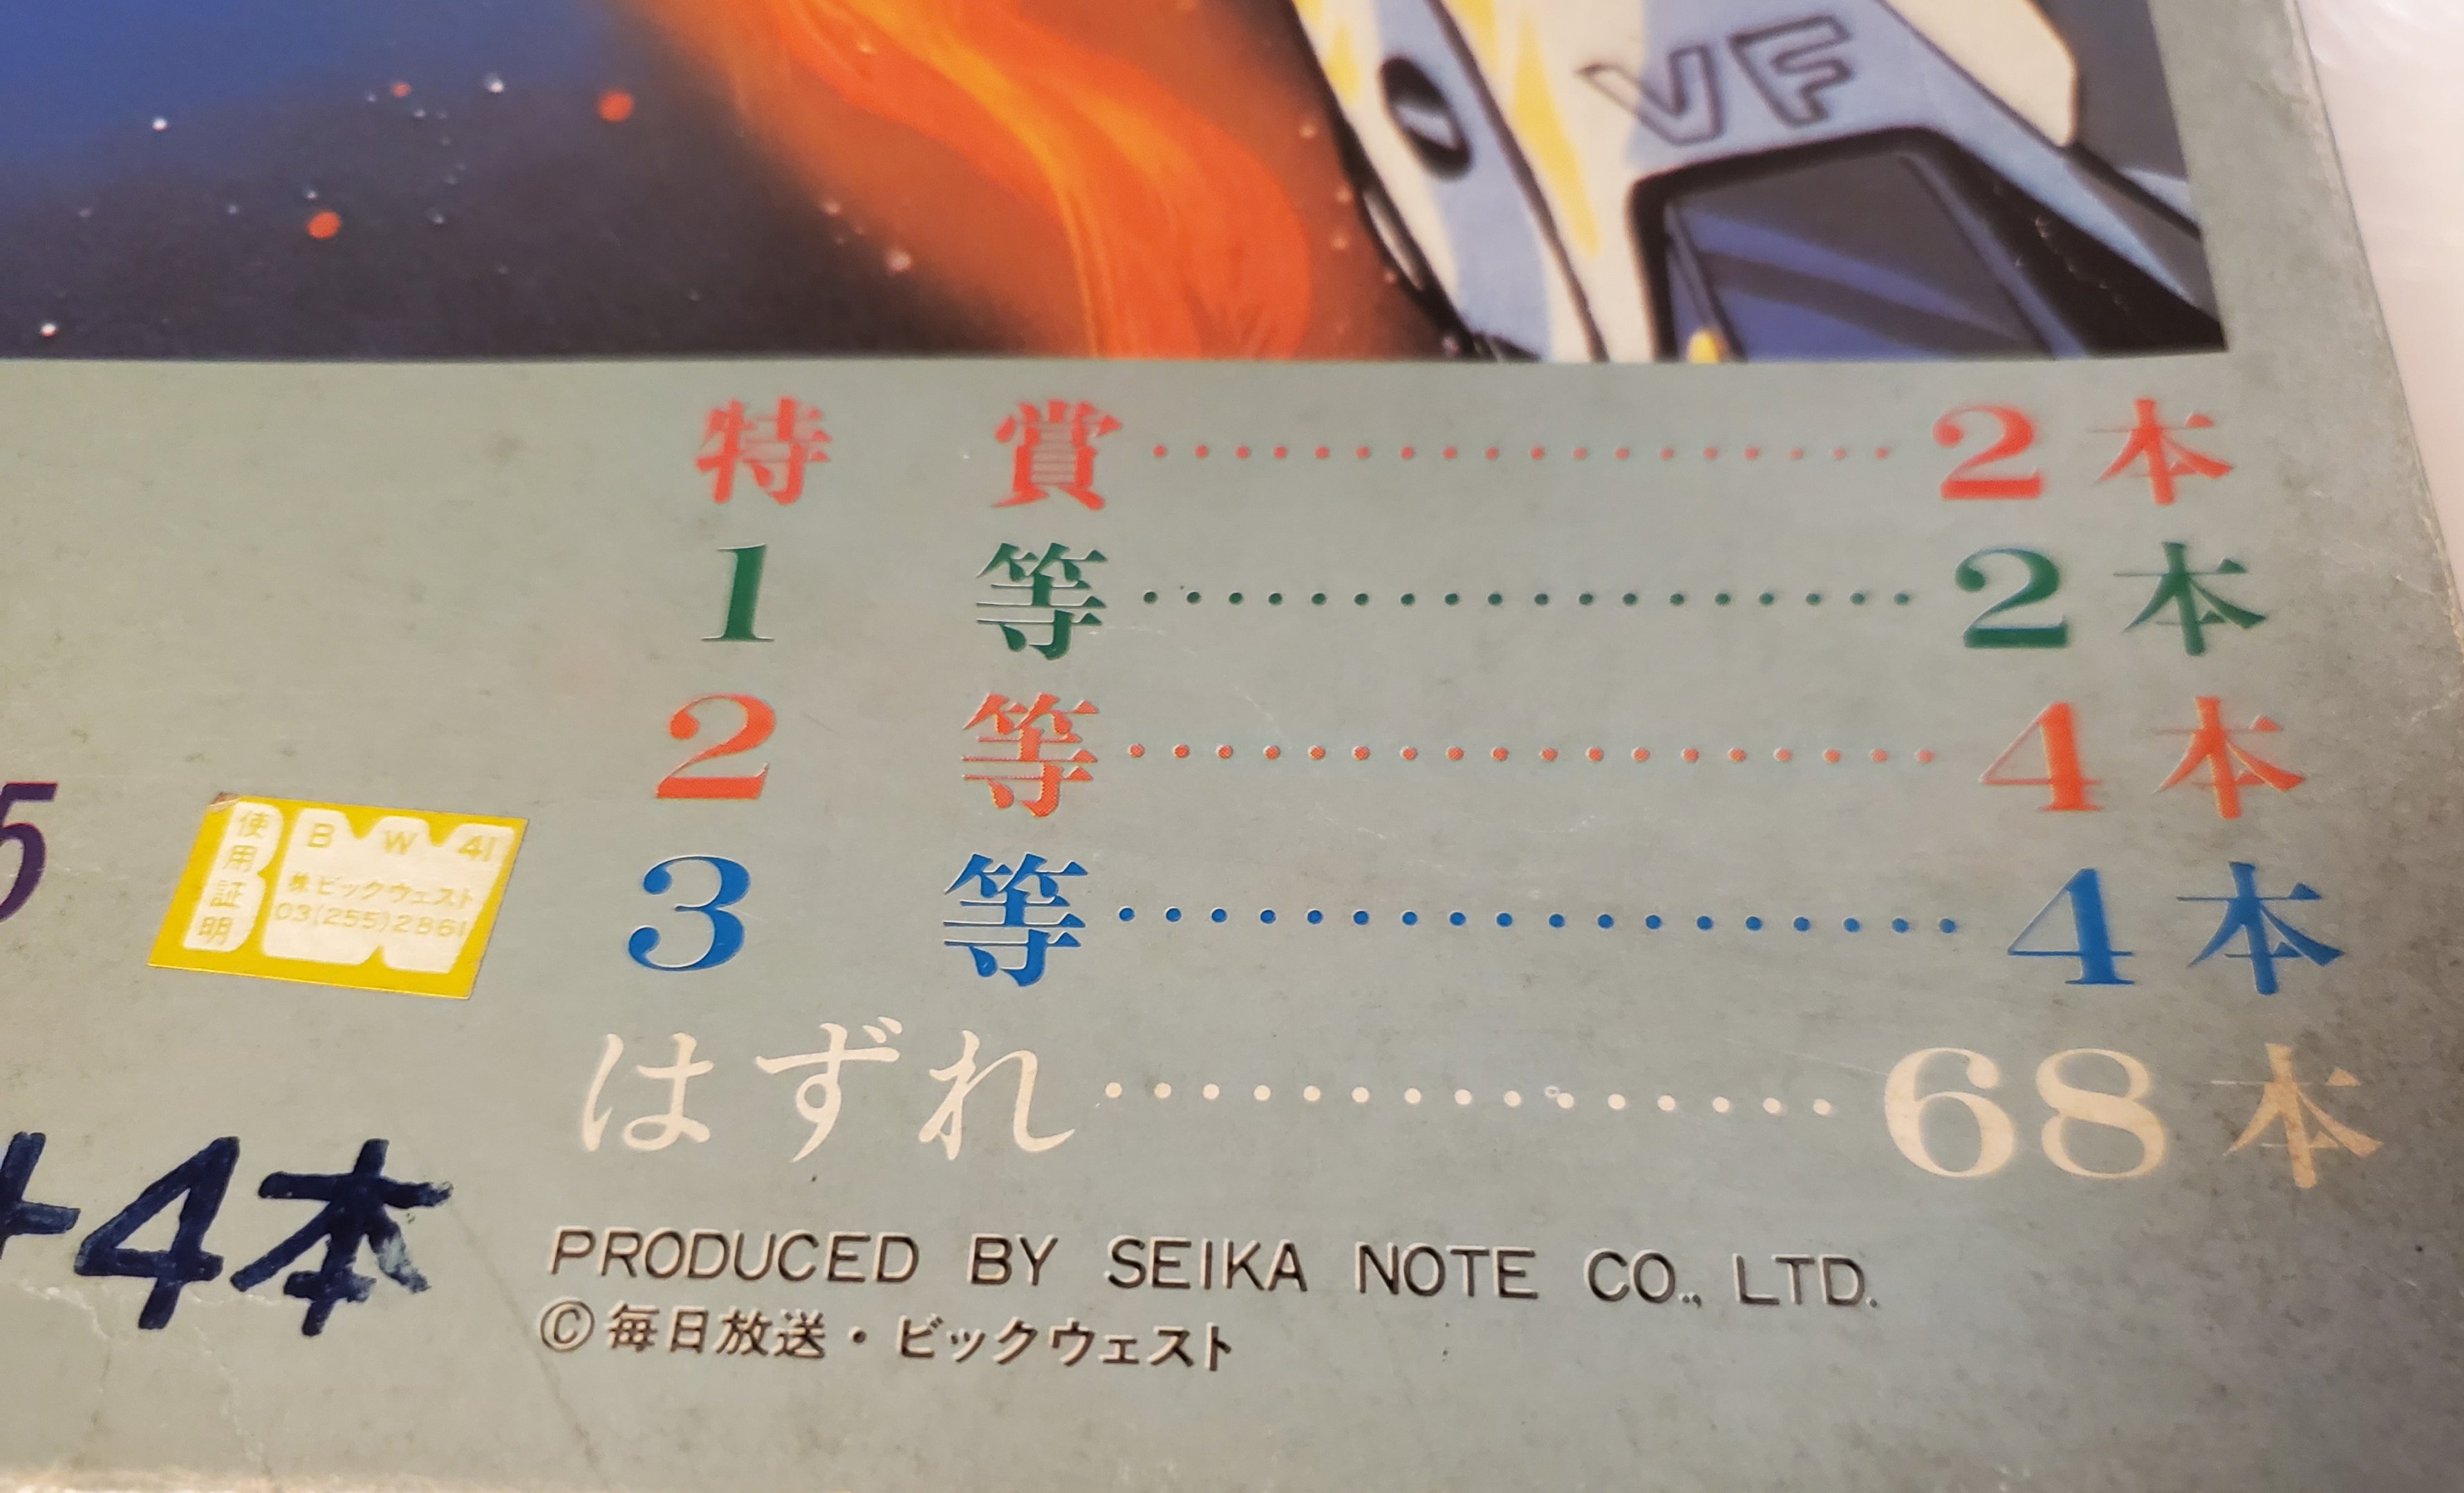 VF
特 賞・・・・・・・・・・・・・・・・・・2本
1 等・・・・・・・・・・・・・・・・・・2本
2 等・・・・・・・・・・・・・・・・・・4本
3 等・・・・・・・・・・・・・・・・・・4本
はずれ・・・・・・・・・・・・・・・68本
5
使用証明
B W 41
株ビックウェスト
03(255)2861
+4本
PRODUCED BY SEIKA NOTE CO., LTD.
©毎日放送・ビックウェスト